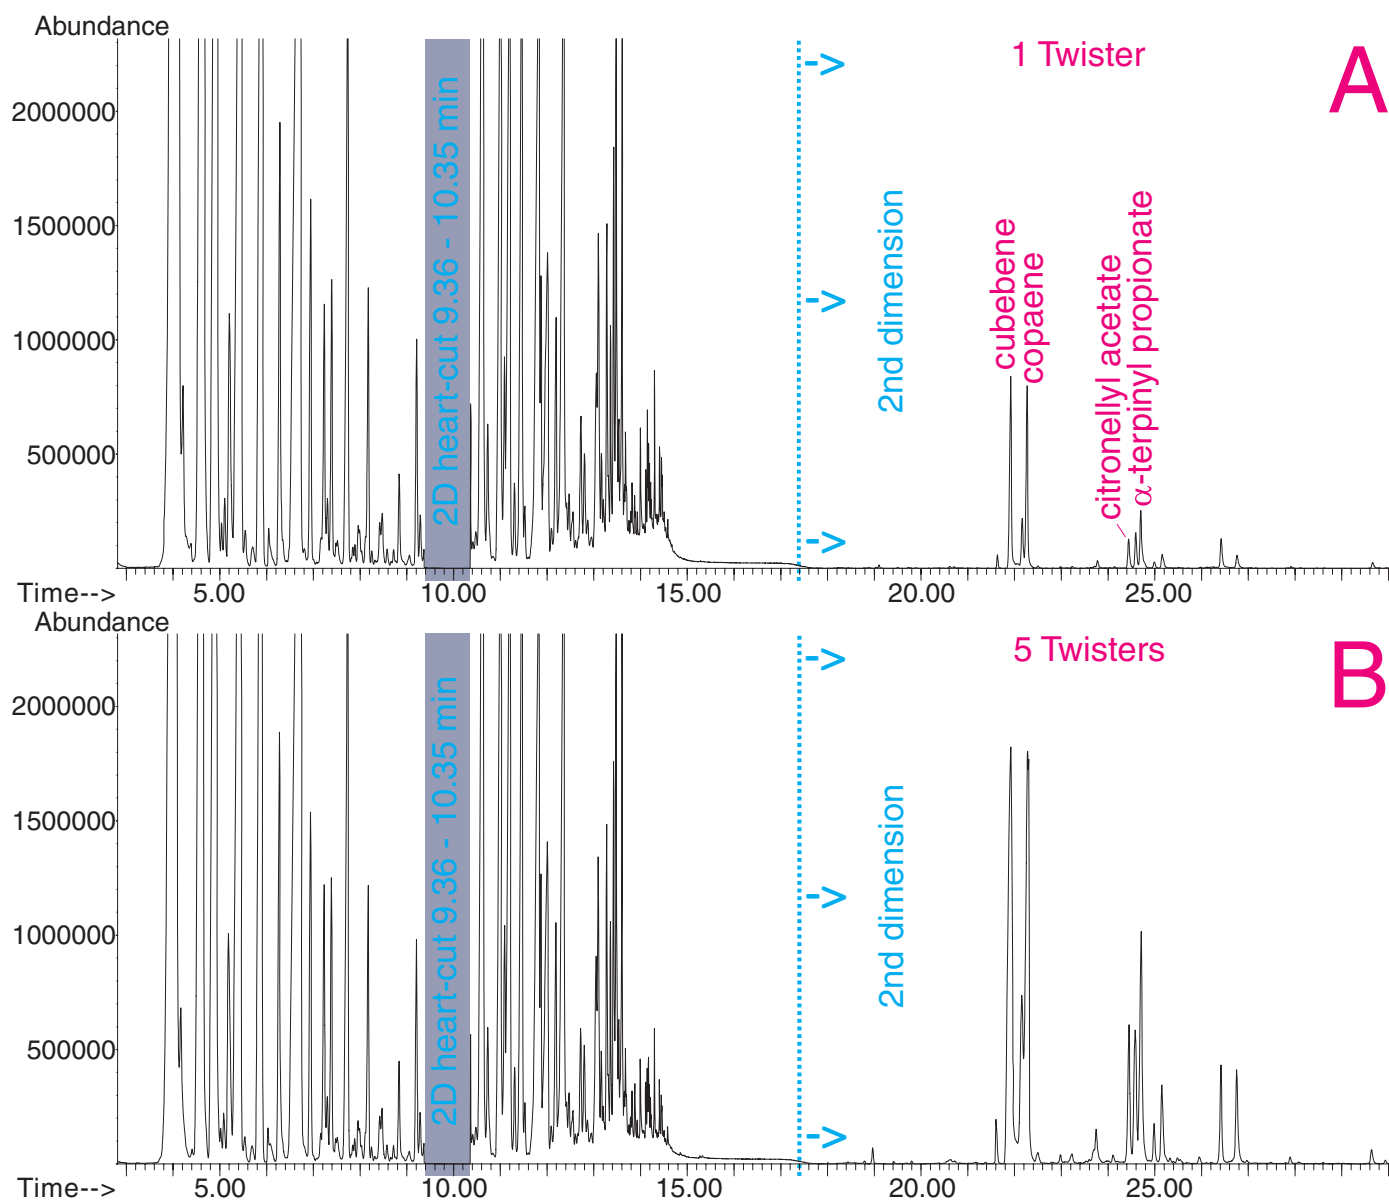 Abundance
1 Twister
A
2000000
1500000
1000000
500000
2D heart-cut 9.36 - 10.35 min
->
->
->
2nd dimension
cubebene
copaene
citronellyl acetate
α-terpinyl propionate
Time-->
5.00
10.00
15.00
20.00
25.00
Abundance
5 Twisters
B
2000000
1500000
1000000
500000
2D heart-cut 9.36 - 10.35 min
->
->
->
2nd dimension
Time-->
5.00
10.00
15.00
20.00
25.00